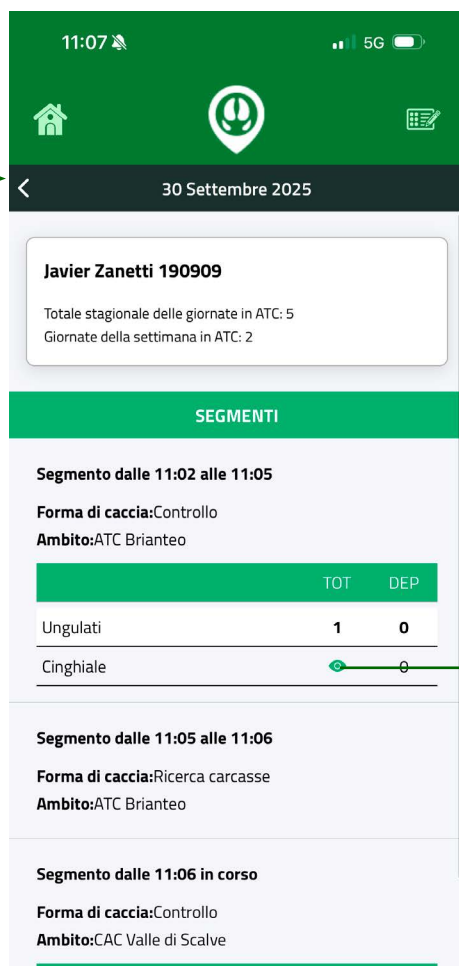 11:07
5G
30 Settembre 2025
Javier Zanetti 190909
Totale stagionale delle giornate in ATC: 5
Giornate della settimana in ATC: 2
SEGMENTI
Segmento dalle 11:02 alle 11:05
Forma di caccia:Controllo
Ambito:ATC Brianteo
TOT DEP
Ungulati 1 0
Cinghiale 0
Segmento dalle 11:05 alle 11:06
Forma di caccia:Ricerca carcasse
Ambito:ATC Brianteo
Segmento dalle 11:06 in corso
Forma di caccia:Controllo
Ambito:CAC Valle di Scalve